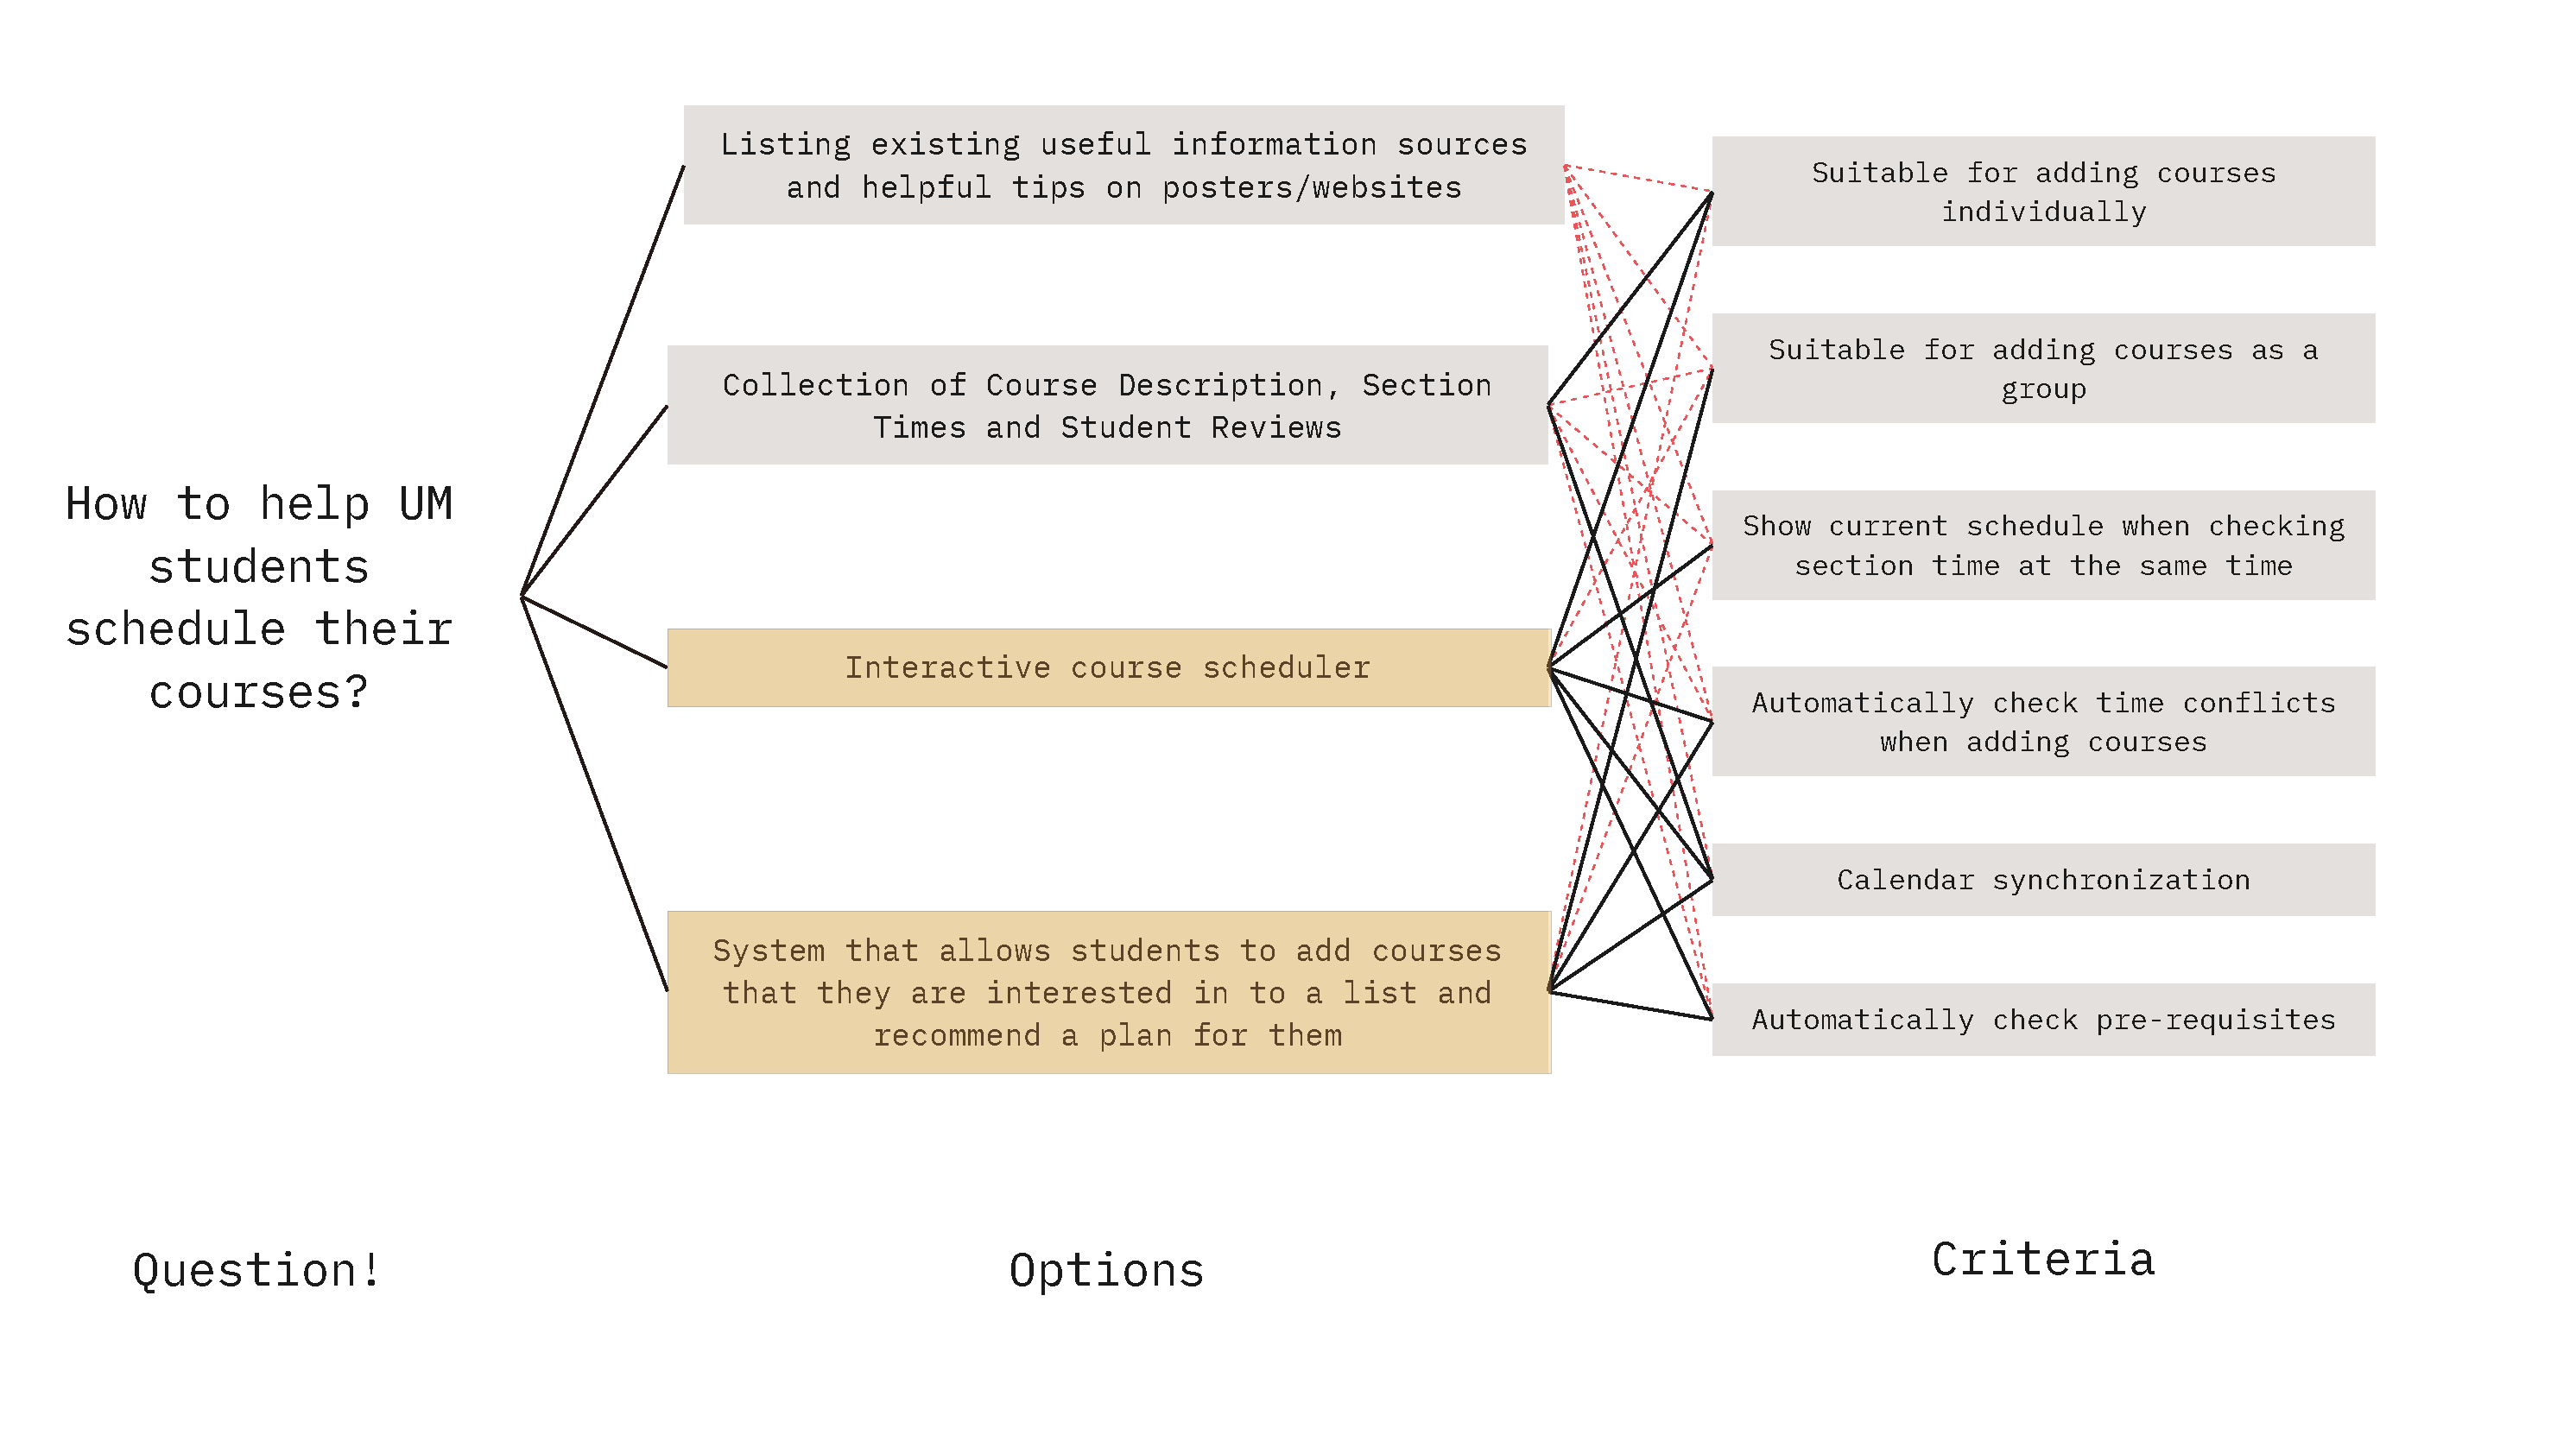 How to help UM
students
schedule their
courses?
Listing existing useful information sources
and helpful tips on posters/websites
Collection of Course Description, Section
Times and Student Reviews
Interactive course scheduler
System that allows students to add courses
that they are interested in to a list and
recommend a plan for them
Suitable for adding courses
individually
Suitable for adding courses as a
group
Show current schedule when checking
section time at the same time
Automatically check time conflicts
when adding courses
Calendar synchronization
Automatically check pre-requisites
Question!
Options
Criteria